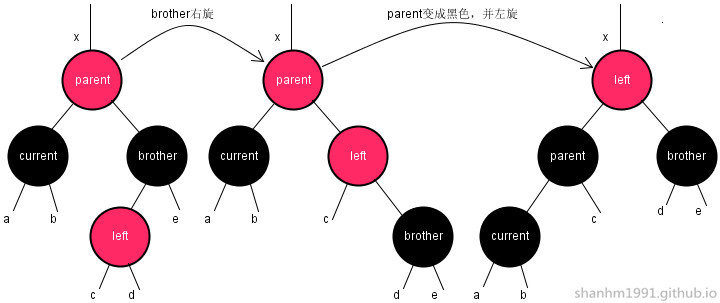 brother右旋
parent变成黑色，并左旋
x
x
x
parent
parent
left
current
brother
current
left
parent
brother
a
b
e
a
b
c
c
d
e
left
brother
current
c
d
d
e
a
b
shanhm1991.github.io